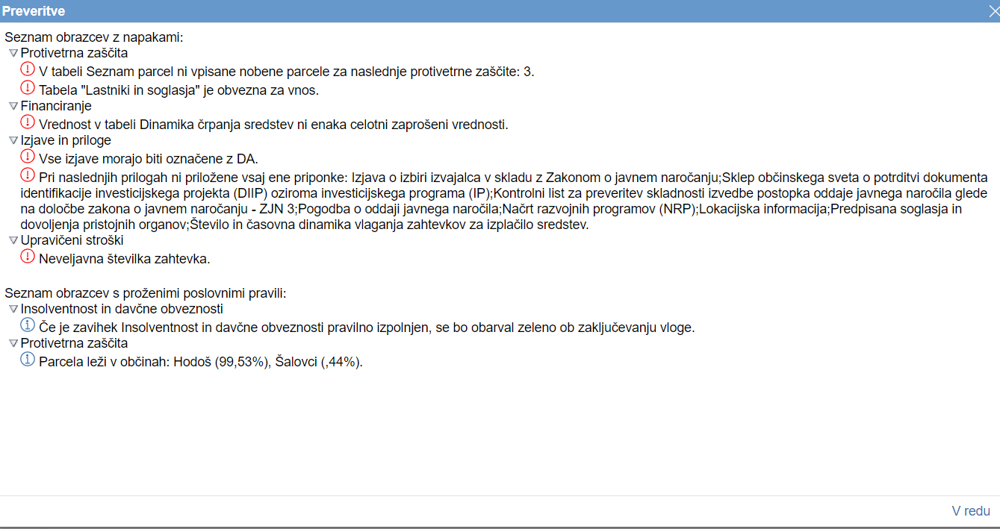 Preveritve
Seznam obrazcev z napakami:
Protivetrna zaščita
V tabeli Seznam parcel ni vpisane nobene parcele za naslednje protivetrne zaščite: 3.
Tabela "Lastniki in soglasja" je obvezna za vnos.
Financiranje
Vrednost v tabeli Dinamika črpanja sredstev ni enaka celotni zaprošeni vrednosti.
Izjave in priloge
Vse izjave morajo biti označene z DA.
Pri naslednjih prilogah ni priložene vsaj ene priponke: Izjava o izbiri izvajalca v skladu z Zakonom o javnem naročanju;Sklep občinskega sveta o potrditvi dokumenta
identifikacije investicijskega projekta (DIIP) oziroma investicijskega programa (IP);Kontrolni list za preveritev skladnosti izvedbe postopka oddaje javnega naročila glede
na določbe zakona o javnem naročanju - ZJN 3;Pogodba o oddaji javnega naročila;Načrt razvojnih programov (NRP);Lokacijska informacija;Predpisana soglasja in
dovoljenja pristojnih organov;Število in časovna dinamika vlaganja zahtevkov za izplačilo sredstev.
Upravičeni stroški
Neveljavna številka zahtevka.
Seznam obrazcev s proženimi poslovnimi pravili:
Insolventnost in davčne obveznosti
Če je zavihek Insolventnost in davčne obveznosti pravilno izpolnjen, se bo obarval zeleno ob zaključevanju vloge.
Protivetrna zaščita
Parcela leži v občinah: Hodoš (99,53%), Šalovci (,44%).
V redu